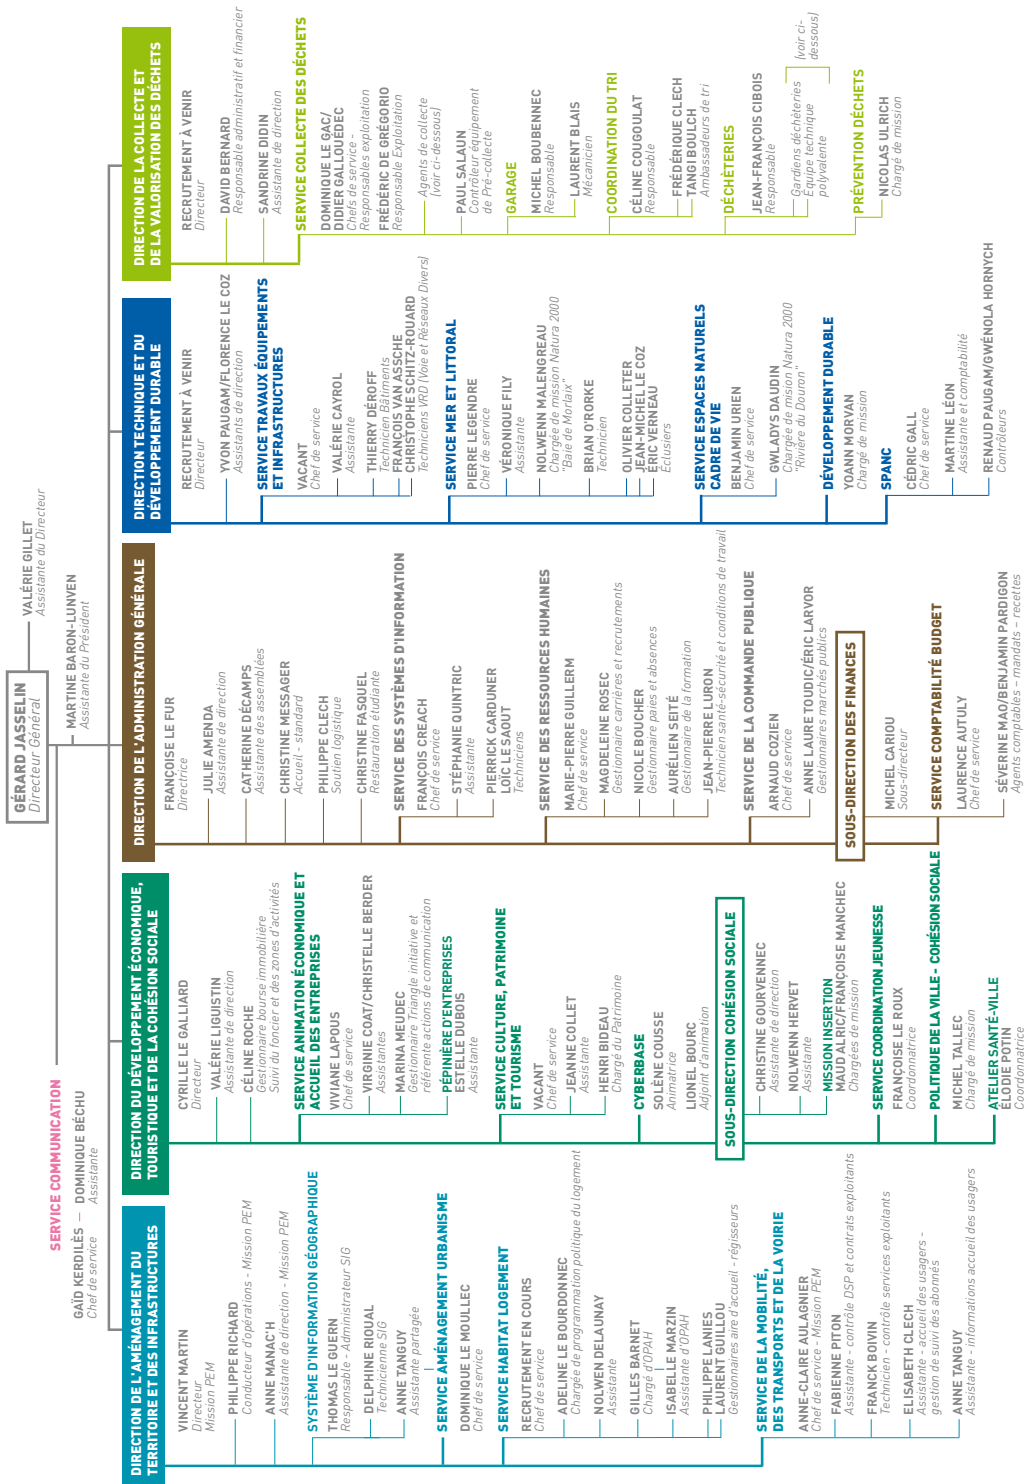 GÉRARD JASSELIN
Directeur Général
VALÉRIE GILLET
Assistante du Directeur
MARTINE BARON-LUNVEN
Assistante du Président
SERVICE COMMUNICATION
GAÏD KERDILÈS — DOMINIQUE BÉCHU
Chef de service
Assistante
DIRECTION DE L'AMÉNAGEMENT DU
TERRITOIRE ET DES INFRASTRUCTURES
VINCENT MARTIN
Directeur
Mission PEM
PHILIPPE RICHARD
Conducteur d'opérations - Mission PEM
ANNE MANAC'H
Assistante de direction - Mission PEM
SYSTÈME D'INFORMATION GÉOGRAPHIQUE
THOMAS LE GUERN
Responsable - Administrateur SIG
DELPHINE RIOUAL
Technicienne SIG
ANNE TANGUY
Assistante partagée
SERVICE AMÉNAGEMENT URBANISME
DOMINIQUE LE MOULLEC
Chef de service
SERVICE HABITAT LOGEMENT
RECRUTEMENT EN COURS
Chef de service
ADELINE LE BOURDONNEC
Chargée de programmation politique du logement
NOLWEN DELAUNAY
Assistante
GILLES BARNET
Chargé d'OPAH
ISABELLE MARZIN
Assistante d'OPAH
PHILIPPE LANIES
LAURENT GUILLOU
Gestionnaires aire d'accueil - régisseurs
SERVICE DE LA MOBILITÉ,
DES TRANSPORTS ET DE LA VOIRIE
ANNE-CLAIRE AULAGNIER
Chef de service - Mission PEM
FABIENNE PITON
Assistante - contrôle DSP et contrats exploitants
FRANCK BOIVIN
Technicien - contrôle services exploitants
ELISABETH CLECH
Assistante - accueil des usagers -
gestion de suivi des abonnés
ANNE TANGUY
Assistante - informations accueil des usagers
DIRECTION DU DÉVELOPPEMENT ÉCONOMIQUE,
TOURISTIQUE ET DE LA COHÉSION SOCIALE
CYRILLE LE GALLIARD
Directeur
VALÉRIE LIGUISTIN
Assistante de direction
CÉLINE ROCHE
Gestionnaire bourse immobilière
Suivi du foncier et des zones d'activités
SERVICE ANIMATION ÉCONOMIQUE ET
ACCUEIL DES ENTREPRISES
VIVIANE LAPOUS
Chef de service
VIRGINIE COAT/CHRISTELLE BERDER
Assistantes
MARINA MEUDEC
Gestionnaire Triangle initiative et
référente actions de communication
PÉPINIÈRE D'ENTREPRISES
ESTELLE DUBOIS
Assistante
SERVICE CULTURE, PATRIMOINE
ET TOURISME
VACANT
Chef de service
JEANNE COLLET
Assistante
HENRI BIDEAU
Chargé du Patrimoine
CYBERBASE
SOLÈNE COUSSE
Animatrice
LIONEL BOURC
Adjoint d'animation
SOUS-DIRECTION COHÉSION SOCIALE
CHRISTINE GOURVENNEC
Assistante de direction
NOLWENN HERVET
Assistante
MISSION INSERTION
MAUD ALRIC/FRANÇOISE MANCHEC
Chargées de mission
SERVICE COORDINATION JEUNESSE
FRANÇOISE LE ROUX
Coordonnatrice
POLITIQUE DE LA VILLE - COHÉSION SOCIALE
MICHEL TALLEC
Chargé de mission
ATELIER SANTÉ-VILLE
ÉLODIE POTIN
Coordonnatrice
DIRECTION DE L'ADMINISTRATION GÉNÉRALE
FRANÇOISE LE FUR
Directrice
JULIE AMENDA
Assistante de direction
CATHERINE DÉCAMPS
Assistante des assemblées
CHRISTINE MESSAGER
Accueil - standard
PHILIPPE CLECH
Soutien logistique
CHRISTINE FASQUEL
Restauration étudiante
SERVICE DES SYSTÈMES D'INFORMATION
FRANÇOIS CREACH
Chef de service
STÉPHANIE QUINTRIC
Assistante
PIERRICK CARDUNER
LOÏC LE SAOUT
Techniciens
SERVICE DES RESSOURCES HUMAINES
MARIE-PIERRE GUILLERM
Chef de service
MAGDELEINE ROSEC
Gestionnaire carrières et recrutements
NICOLE BOUCHER
Gestionnaire paies et absences
AURÉLIEN SEITÉ
Gestionnaire de la formation
JEAN-PIERRE LURON
Technicien santé-sécurité et conditions de travail
SERVICE DE LA COMMANDE PUBLIQUE
ARNAUD COZIEN
Chef de service
ANNE LAURE TOUDIC/ÉRIC LARVOR
Gestionnaires marchés publics
SOUS-DIRECTION DES FINANCES
MICHEL CARIOU
Sous-directeur
SERVICE COMPTABILITÉ BUDGET
LAURENCE AUTULY
Chef de service
SÉVERINE MAO/BENJAMIN PARDIGON
Agents comptables – mandats – recettes
DIRECTION TECHNIQUE ET DU
DÉVELOPPEMENT DURABLE
RECRUTEMENT À VENIR
Directeur
YVON PAUGAM/FLORENCE LE COZ
Assistants de direction
SERVICE TRAVAUX, ÉQUIPEMENTS
ET INFRASTRUCTURES
VACANT
Chef de service
VALÉRIE CAYROL
Assistante
THIERRY DÉROFF
Technicien Bâtiments
FRANÇOIS VAN ASSCHE
CHRISTOPHE SCHITZ-ROUARD
Techniciens VRD (Voie et Réseaux Divers)
SERVICE MER ET LITTORAL
PIERRE LEGENDRE
Chef de service
VÉRONIQUE FILY
Assistante
NOLWENN MALENGREAU
Chargée de mission Natura 2000
"Baie de Morlaix"
BRIAN O'RORKE
Technicien
OLIVIER COLLETER
JEAN-MICHEL LE COZ
ÉRIC VERNEAU
Éclusiers
SERVICE ESPACES NATURELS
CADRE DE VIE
BENJAMIN URIEN
Chef de service
GWLADYS DAUDIN
Chargée de mision Natura 2000
"Rivière du Douron"
DÉVELOPPEMENT DURABLE
YOANN MORVAN
Chargé de mission
SPANC
CÉDRIC GALL
Chef de service
MARTINE LÉON
Assistante et comptabilité
RENAUD PAUGAM/GWÉNOLA HORNYCH
Contrôleurs
DIRECTION DE LA COLLECTE ET
DE LA VALORISATION DES DÉCHETS
RECRUTEMENT À VENIR
Directeur
DAVID BERNARD
Responsable administratif et financier
SANDRINE DIDIN
Assistante de direction
SERVICE COLLECTE DES DÉCHETS
DOMINIQUE LE GAC/
DIDIER GALLOUÉDEC
Chefs de service -
Responsables exploitation
FRÉDÉRIC DE GRÉGORIO
Responsable Exploitation
Agents de collecte
(voir ci-dessous)
PAUL SALAUN
Contrôleur équipement
de Pré-collecte
GARAGE
MICHEL BOUBENNEC
Responsable
LAURENT BLAIS
Mécanicien
COORDINATION DU TRI
CÉLINE COUGOULAT
Responsable
FRÉDÉRIQUE CLECH
TANGI BOULCH
Ambassadeurs de tri
DÉCHÈTERIES
JEAN-FRANÇOIS CIBOIS
Responsable
Gardiens déchèteries
Équipe technique
polyvalente
(voir ci-
dessous)
PRÉVENTION DÉCHETS
NICOLAS ULRICH
Chargé de mission